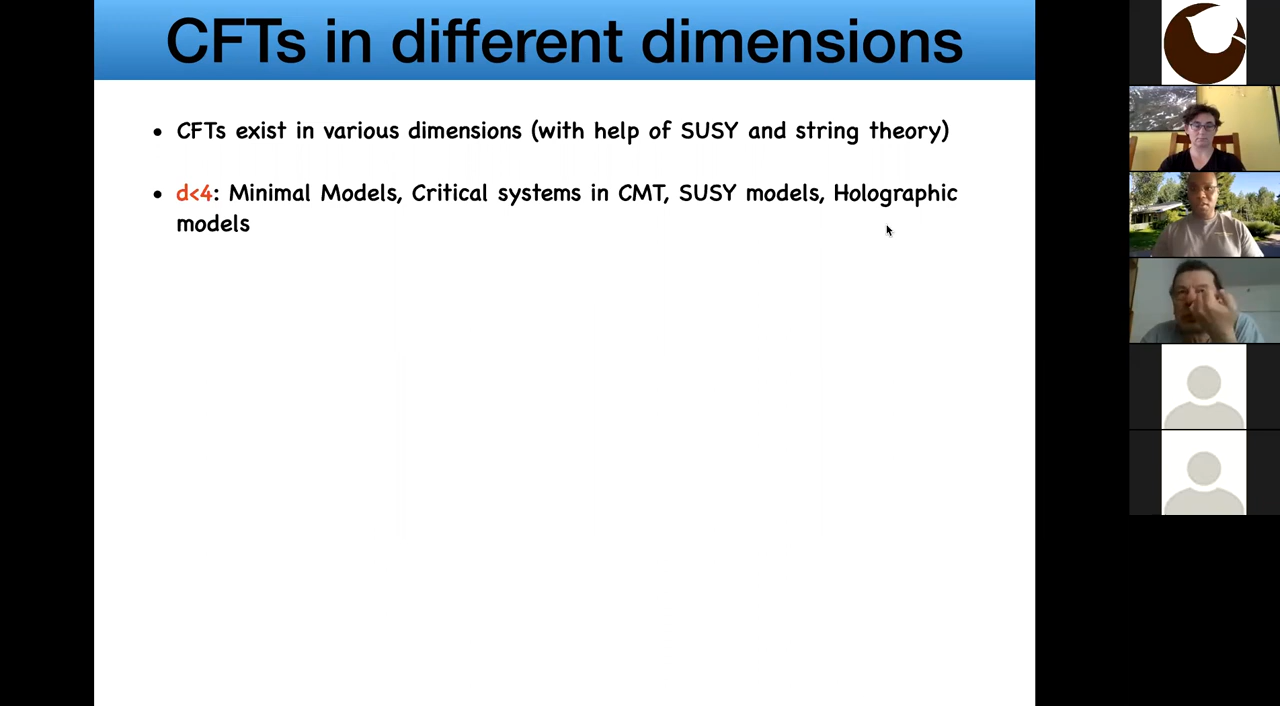 CFTs in different dimensions
• CFTs exist in various dimensions (with help of SUSY and string theory)
• d<4: Minimal Models, Critical systems in CMT, SUSY models, Holographic
models